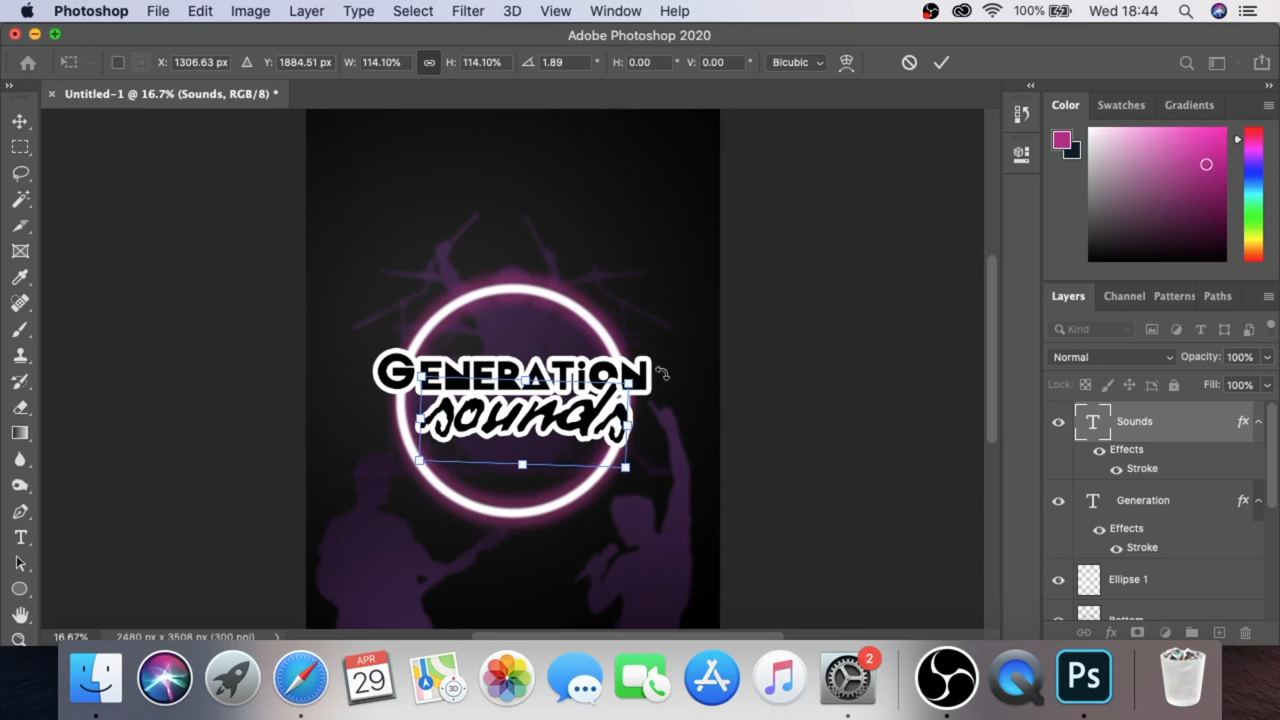 Photoshop File Edit Image Layer Type Select Filter 3D View Window Help 100% Wed 18:44
Adobe Photoshop 2020
X: 1306.63 px Y: 1884.51 px W: 114.10% H: 114.10% 1.89 ° H: 0.00 ° V: 0.00 ° Bicubic
× Untitled-1 @ 16.7% (Sounds, RGB/8) *
Color Swatches Gradients
GENERATiON
sounds
Layers Channel Patterns Paths
Kind
Normal Opacity: 100%
Lock: Fill: 100%
T Sounds fx
Effects
Stroke
T Generation fx
Effects
Stroke
Ellipse 1
16.67% 2480 px x 3508 px (300 ppi)
APR
29
3D
2
Ps